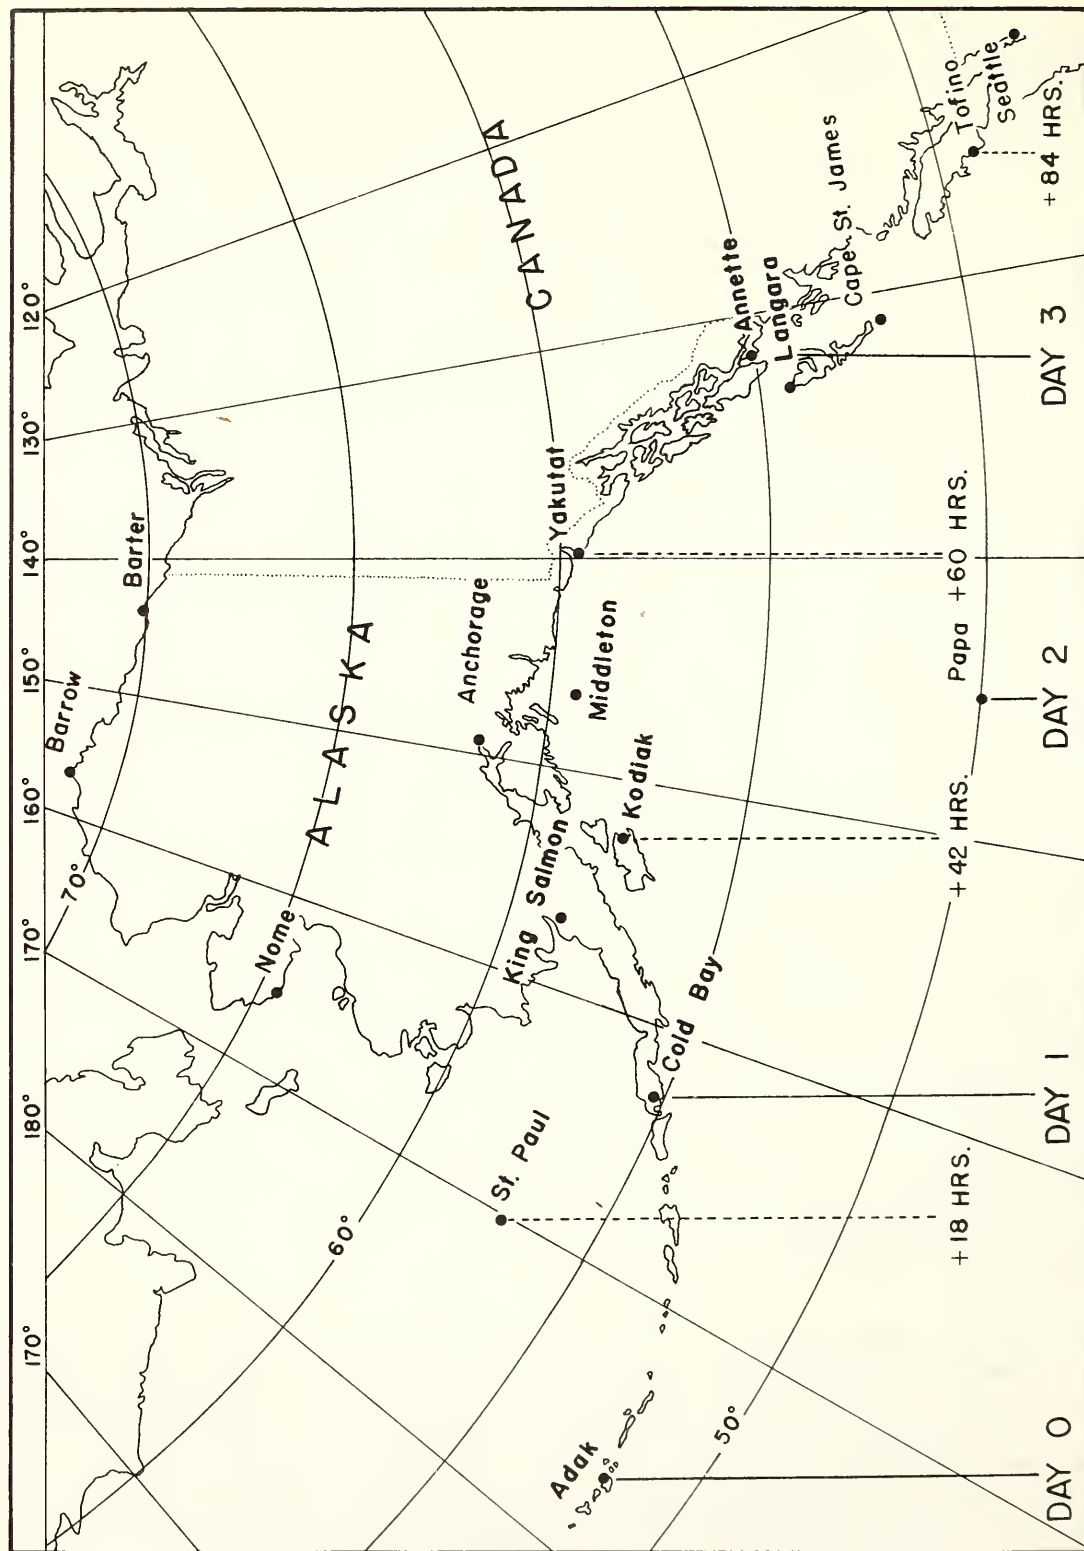 170°
180°
170°
160°
150°
140°
130°
120°
70°
60°
50°
Barrow
Barter
Nome
ALASKA
CANADA
Anchorage
Yakutat
St. Paul
King Salmon
Middleton
Kodiak
Cold Bay
Adak
Annette
Langara
Cape St. James
Tofino
Seattle
Papa
+18 HRS.
+42 HRS.
+60 HRS.
+84 HRS.
DAY 0
DAY 1
DAY 2
DAY 3